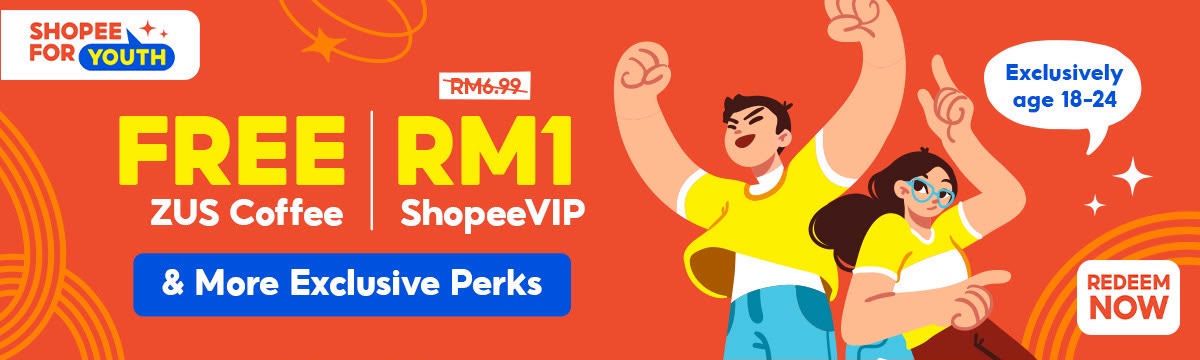 SHOPEE
FOR YOUTH
RM6.99
FREE
ZUS Coffee
RM1
ShopeeVIP
& More Exclusive Perks
Exclusively
age 18-24
REDEEM
NOW